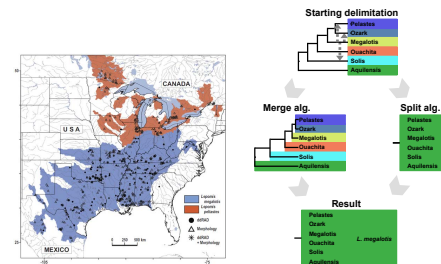 CANADA
U S A
MEXICO
Lepomis
megalotis
Lepomis
peltastes
ddRAD
Morphology
ddRAD
+ Morphology
0 250 500 km
-105
-75
Starting delimitation
Pelastes
Ozark
Megalotis
Ouachita
Solis
Aquilensis
Merge alg.
Pelastes
Ozark
Megalotis
Ouachita
Solis
Aquilensis
Split alg.
Pelastes
Ozark
Megalotis
Ouachita
Solis
Aquilensis
Result
Pelastes
Ozark
Megalotis
Ouachita
Solis
Aquilensis
L. megalotis